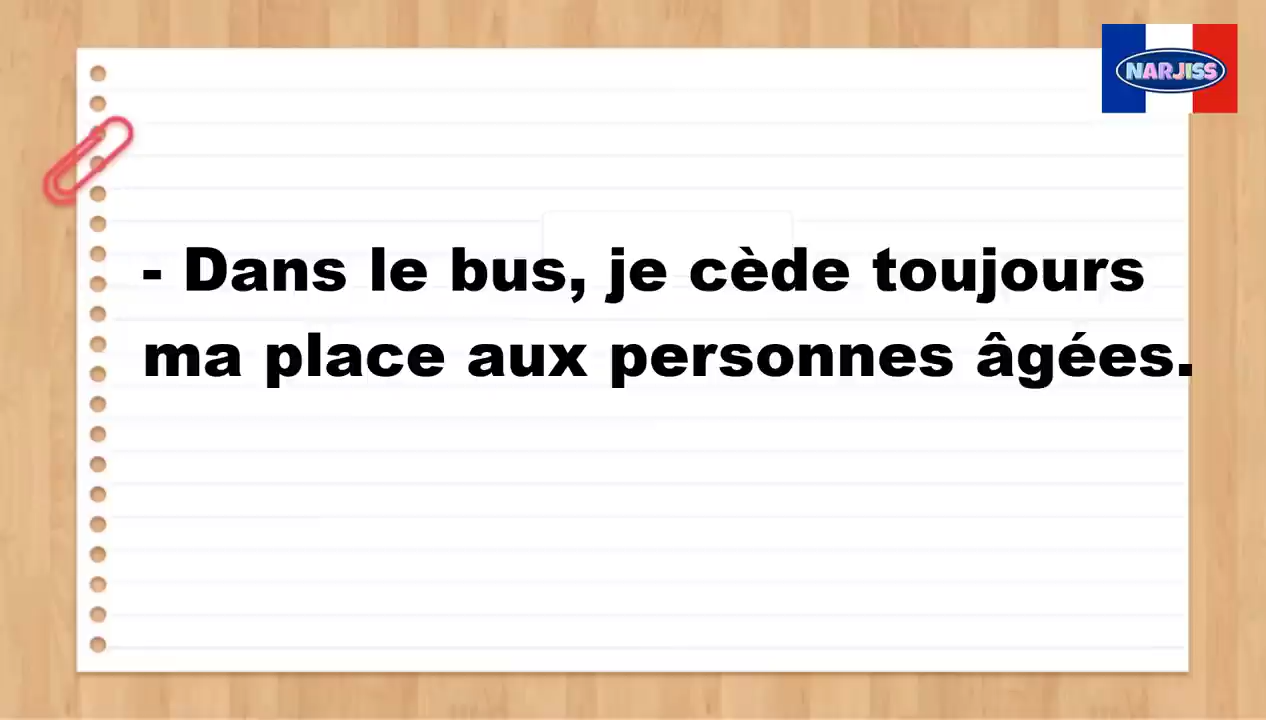 NARJISS
- Dans le bus, je cède toujours
ma place aux personnes âgées.